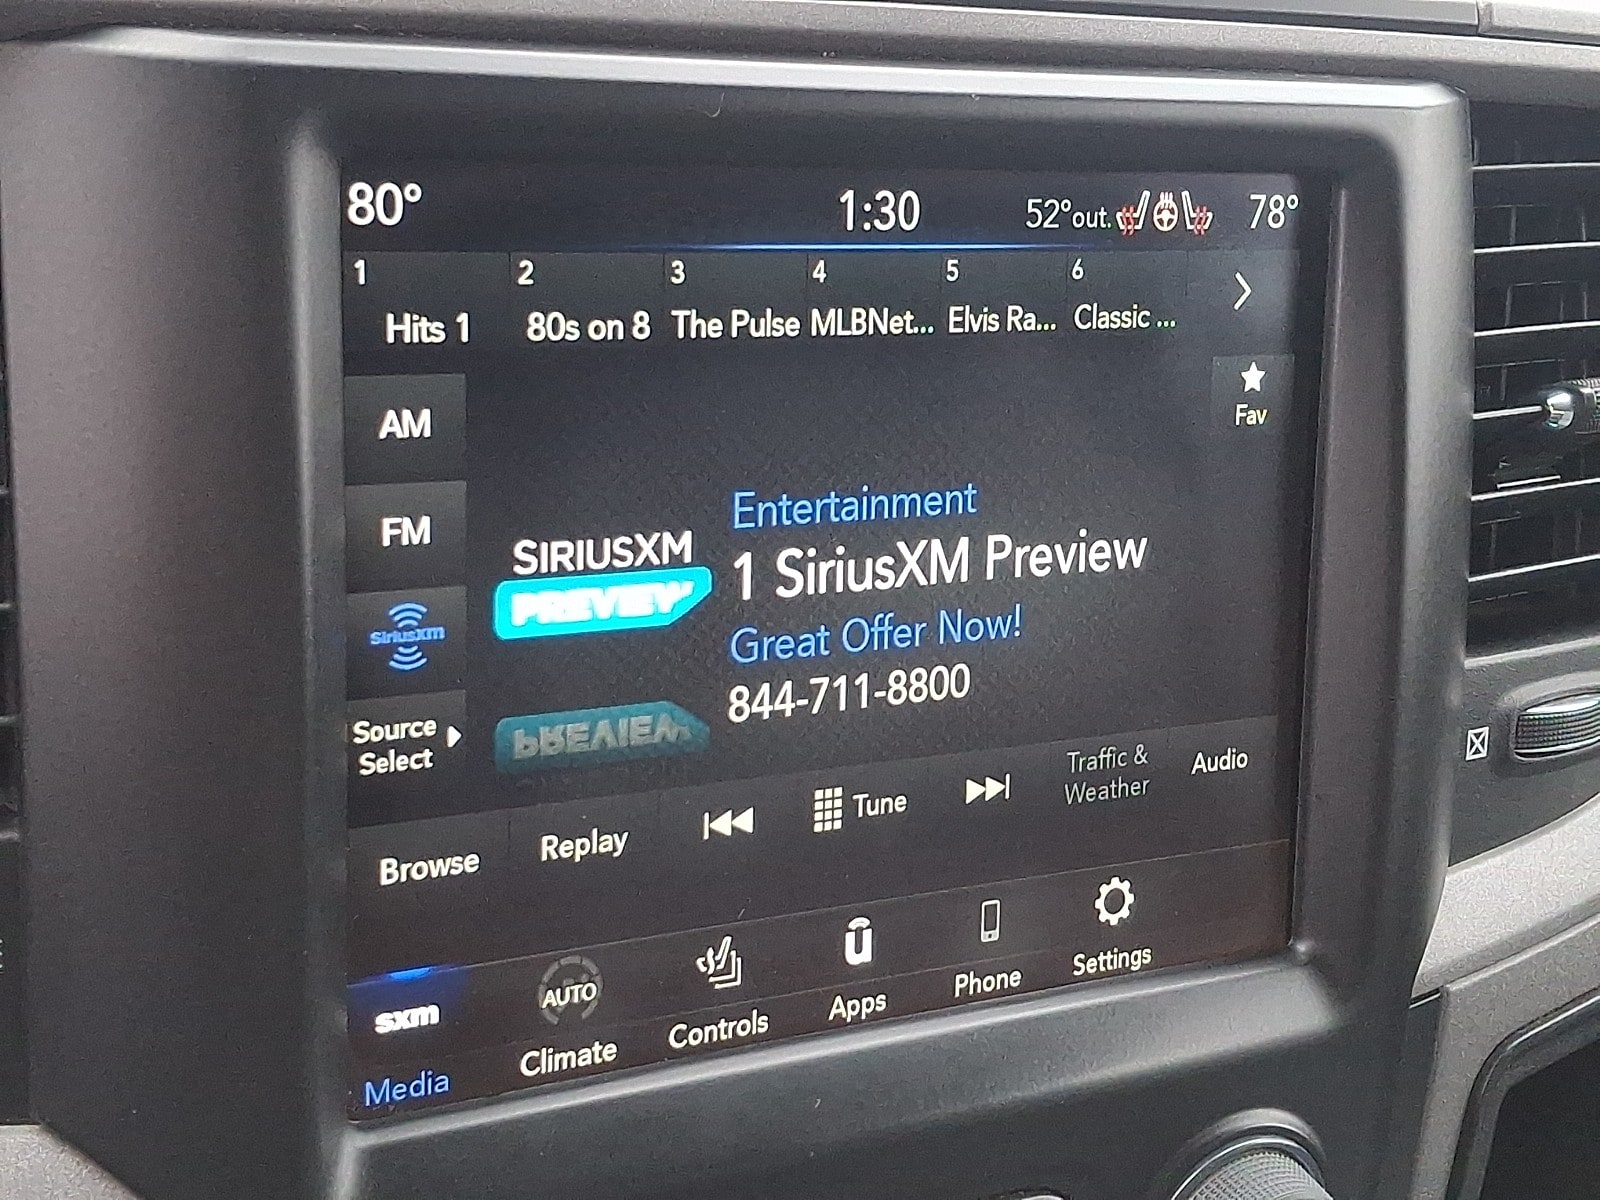 80° 1:30 52°out. 78°
1 2 3 4 5 6
Hits 1 80s on 8 The Pulse MLBNet... Elvis Ra... Classic ...
AM
Fav
FM
Entertainment
SIRIUSXM
PREVIEW
1 SiriusXM Preview
siriusxm
Great Offer Now!
844-711-8800
Source
Select
PREVIEW
Browse Replay Tune Traffic &
Weather Audio
sxm
Media
AUTO
Climate
Controls
u
Apps
Phone
Settings